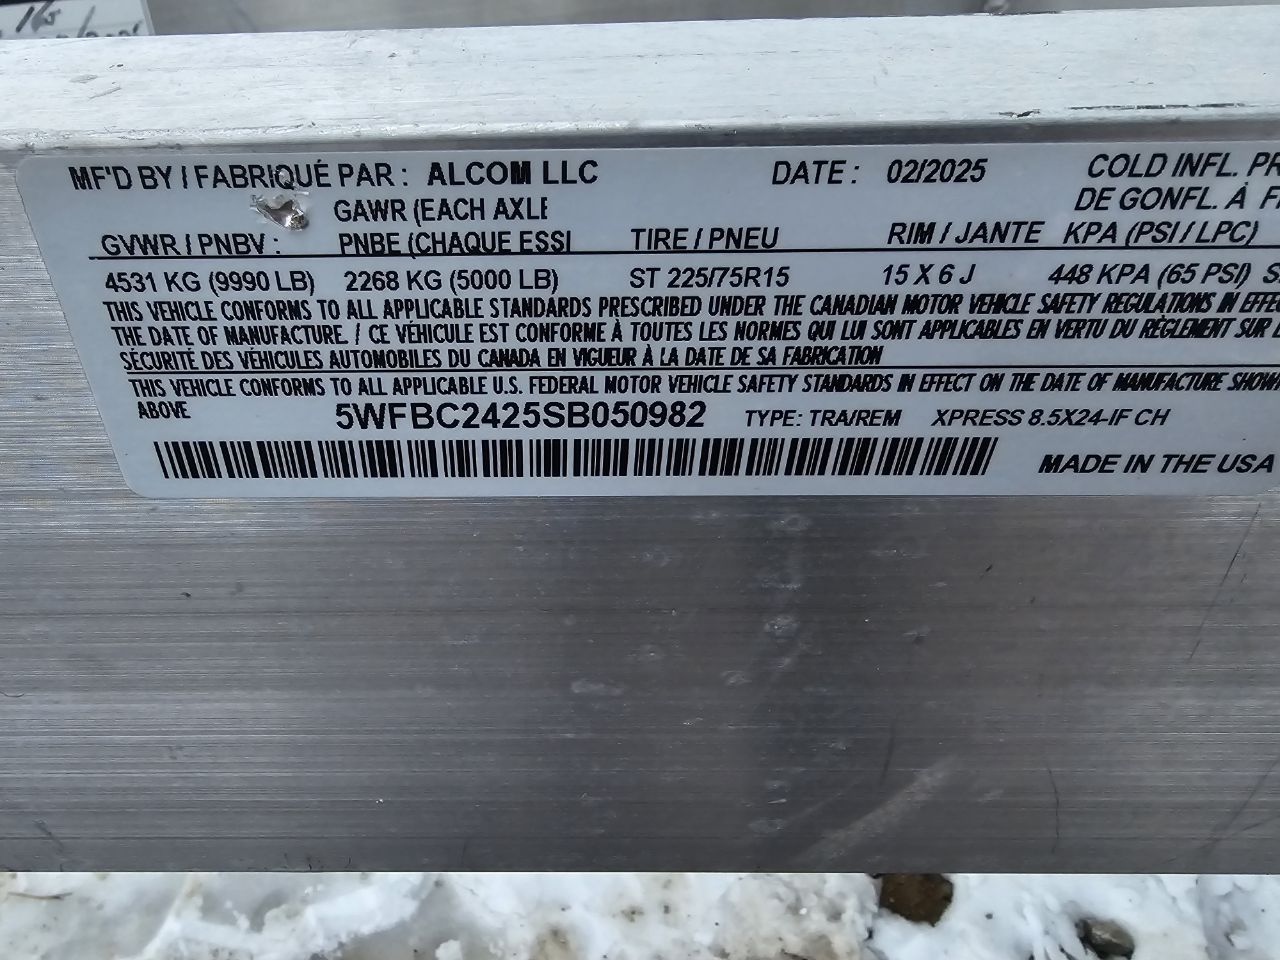 MF'D BY / FABRIQUÉ PAR : ALCOM LLC DATE : 02/2025 COLD INFL. PR
GAWR (EACH AXLE DE GONFL. À F
GVWR / PNBV : PNBE (CHAQUE ESSI TIRE / PNEU RIM / JANTE KPA (PSI / LPC)
4531 KG (9990 LB) 2268 KG (5000 LB) ST 225/75R15 15 X 6 J 448 KPA (65 PSI) S
THIS VEHICLE CONFORMS TO ALL APPLICABLE STANDARDS PRESCRIBED UNDER THE CANADIAN MOTOR VEHICLE SAFETY REGULATIONS IN EFFE
THE DATE OF MANUFACTURE. / CE VÉHICULE EST CONFORME À TOUTES LES NORMES QUI LUI SONT APPLICABLES EN VERTU DU RÈGLEMENT SUR
SÉCURITÉ DES VÉHICULES AUTOMOBILES DU CANADA EN VIGUEUR À LA DATE DE SA FABRICATION
THIS VEHICLE CONFORMS TO ALL APPLICABLE U.S. FEDERAL MOTOR VEHICLE SAFETY STANDARDS IN EFFECT ON THE DATE OF MANUFACTURE SHOWN
ABOVE 5WFBC2425SB050982 TYPE: TRA/REM XPRESS 8.5X24-IF CH
MADE IN THE USA